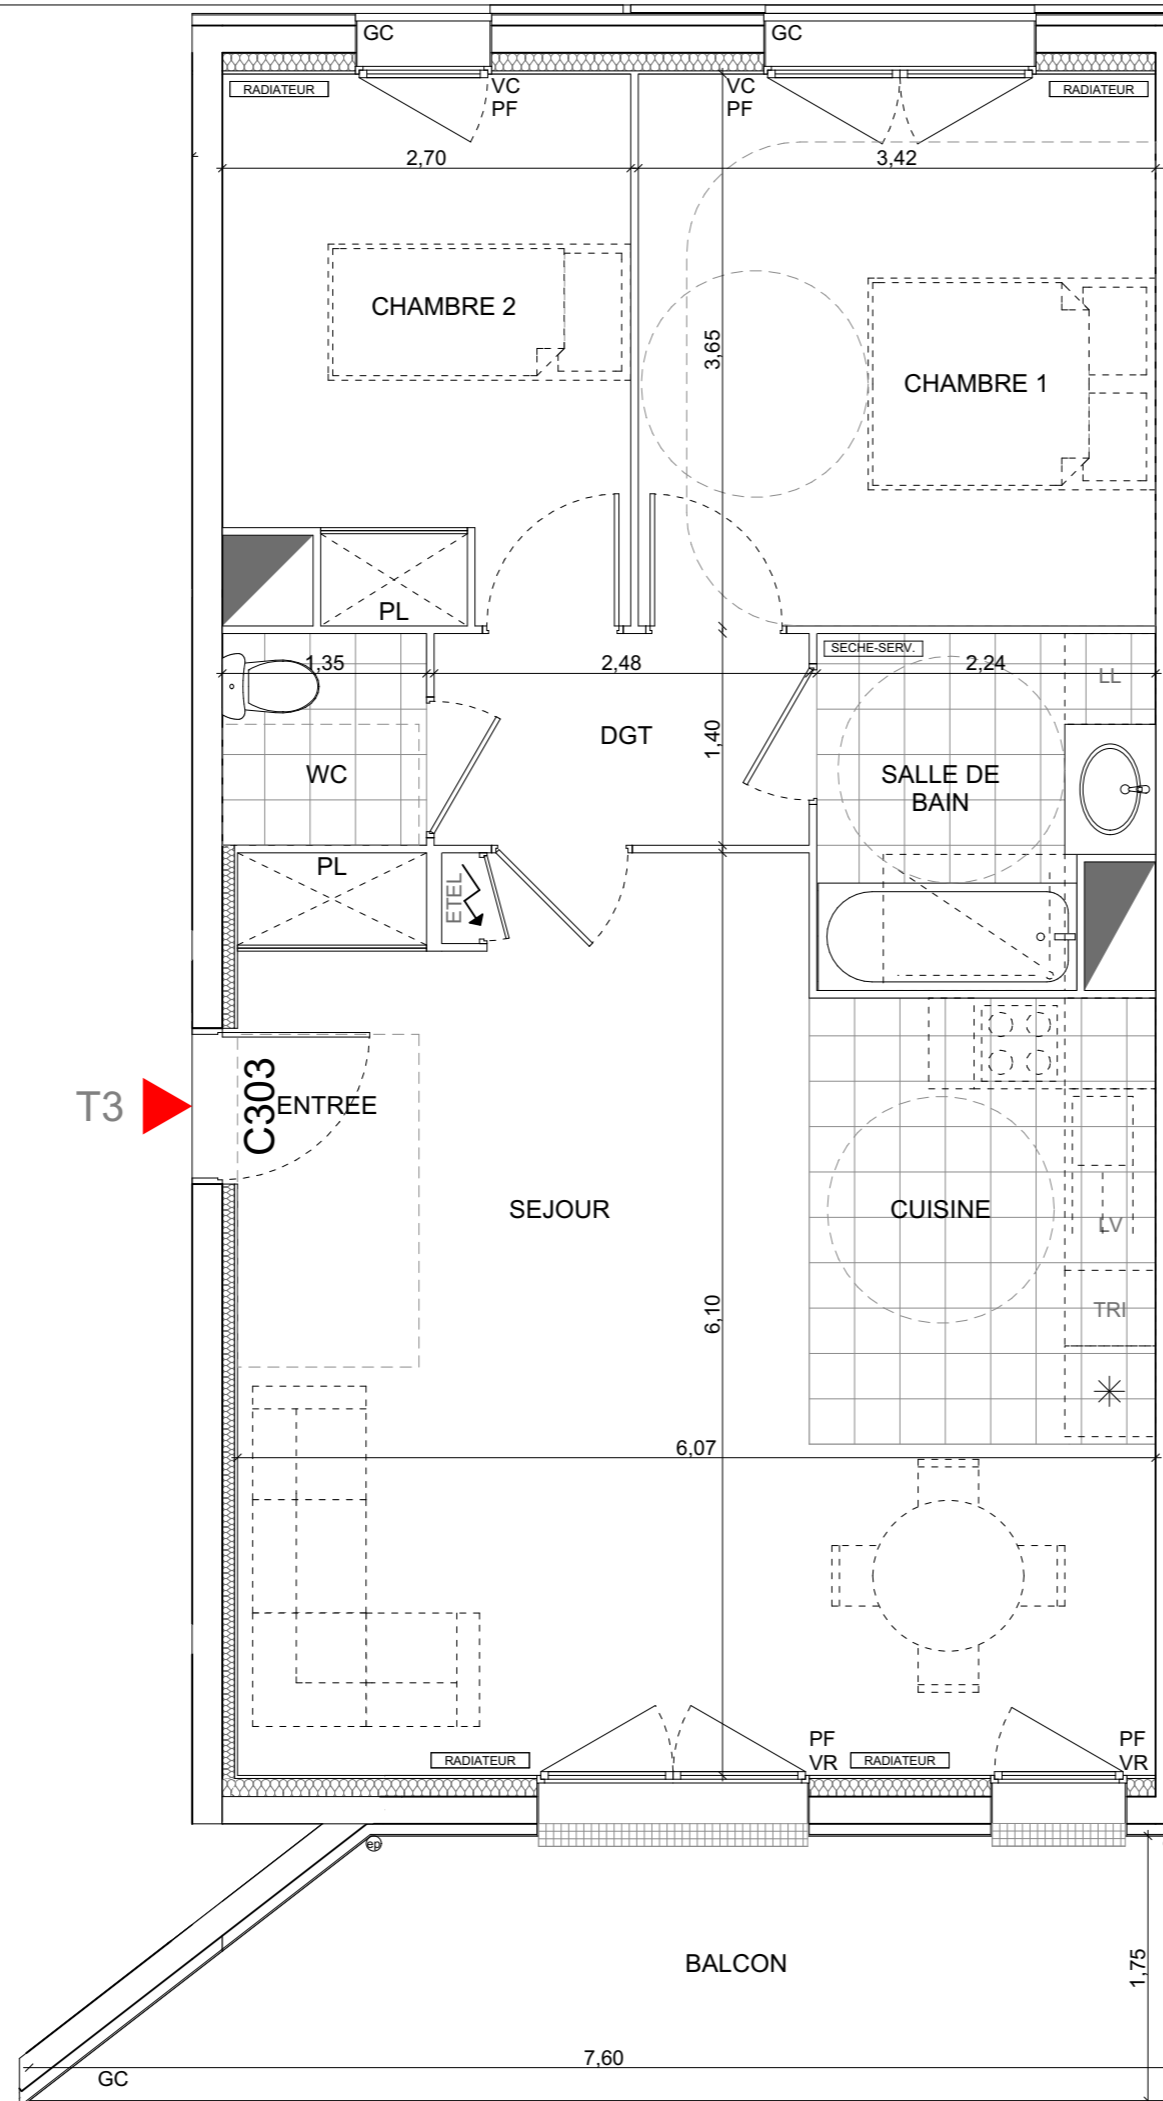 GC
GC
RADIATEUR
VC
PF
VC
PF
RADIATEUR
2,70
3,42
CHAMBRE 2
3,65
CHAMBRE 1
PL
SECHE-SERV.
1,35
2,48
2,24
LL
DGT
1,40
WC
SALLE DE
BAIN
PL
ETEL
T3
C303
ENTREE
SEJOUR
CUISINE
LV
6,10
TRI
6,07
PF
VR
PF
VR
RADIATEUR
RADIATEUR
ep
BALCON
1,75
7,60
GC